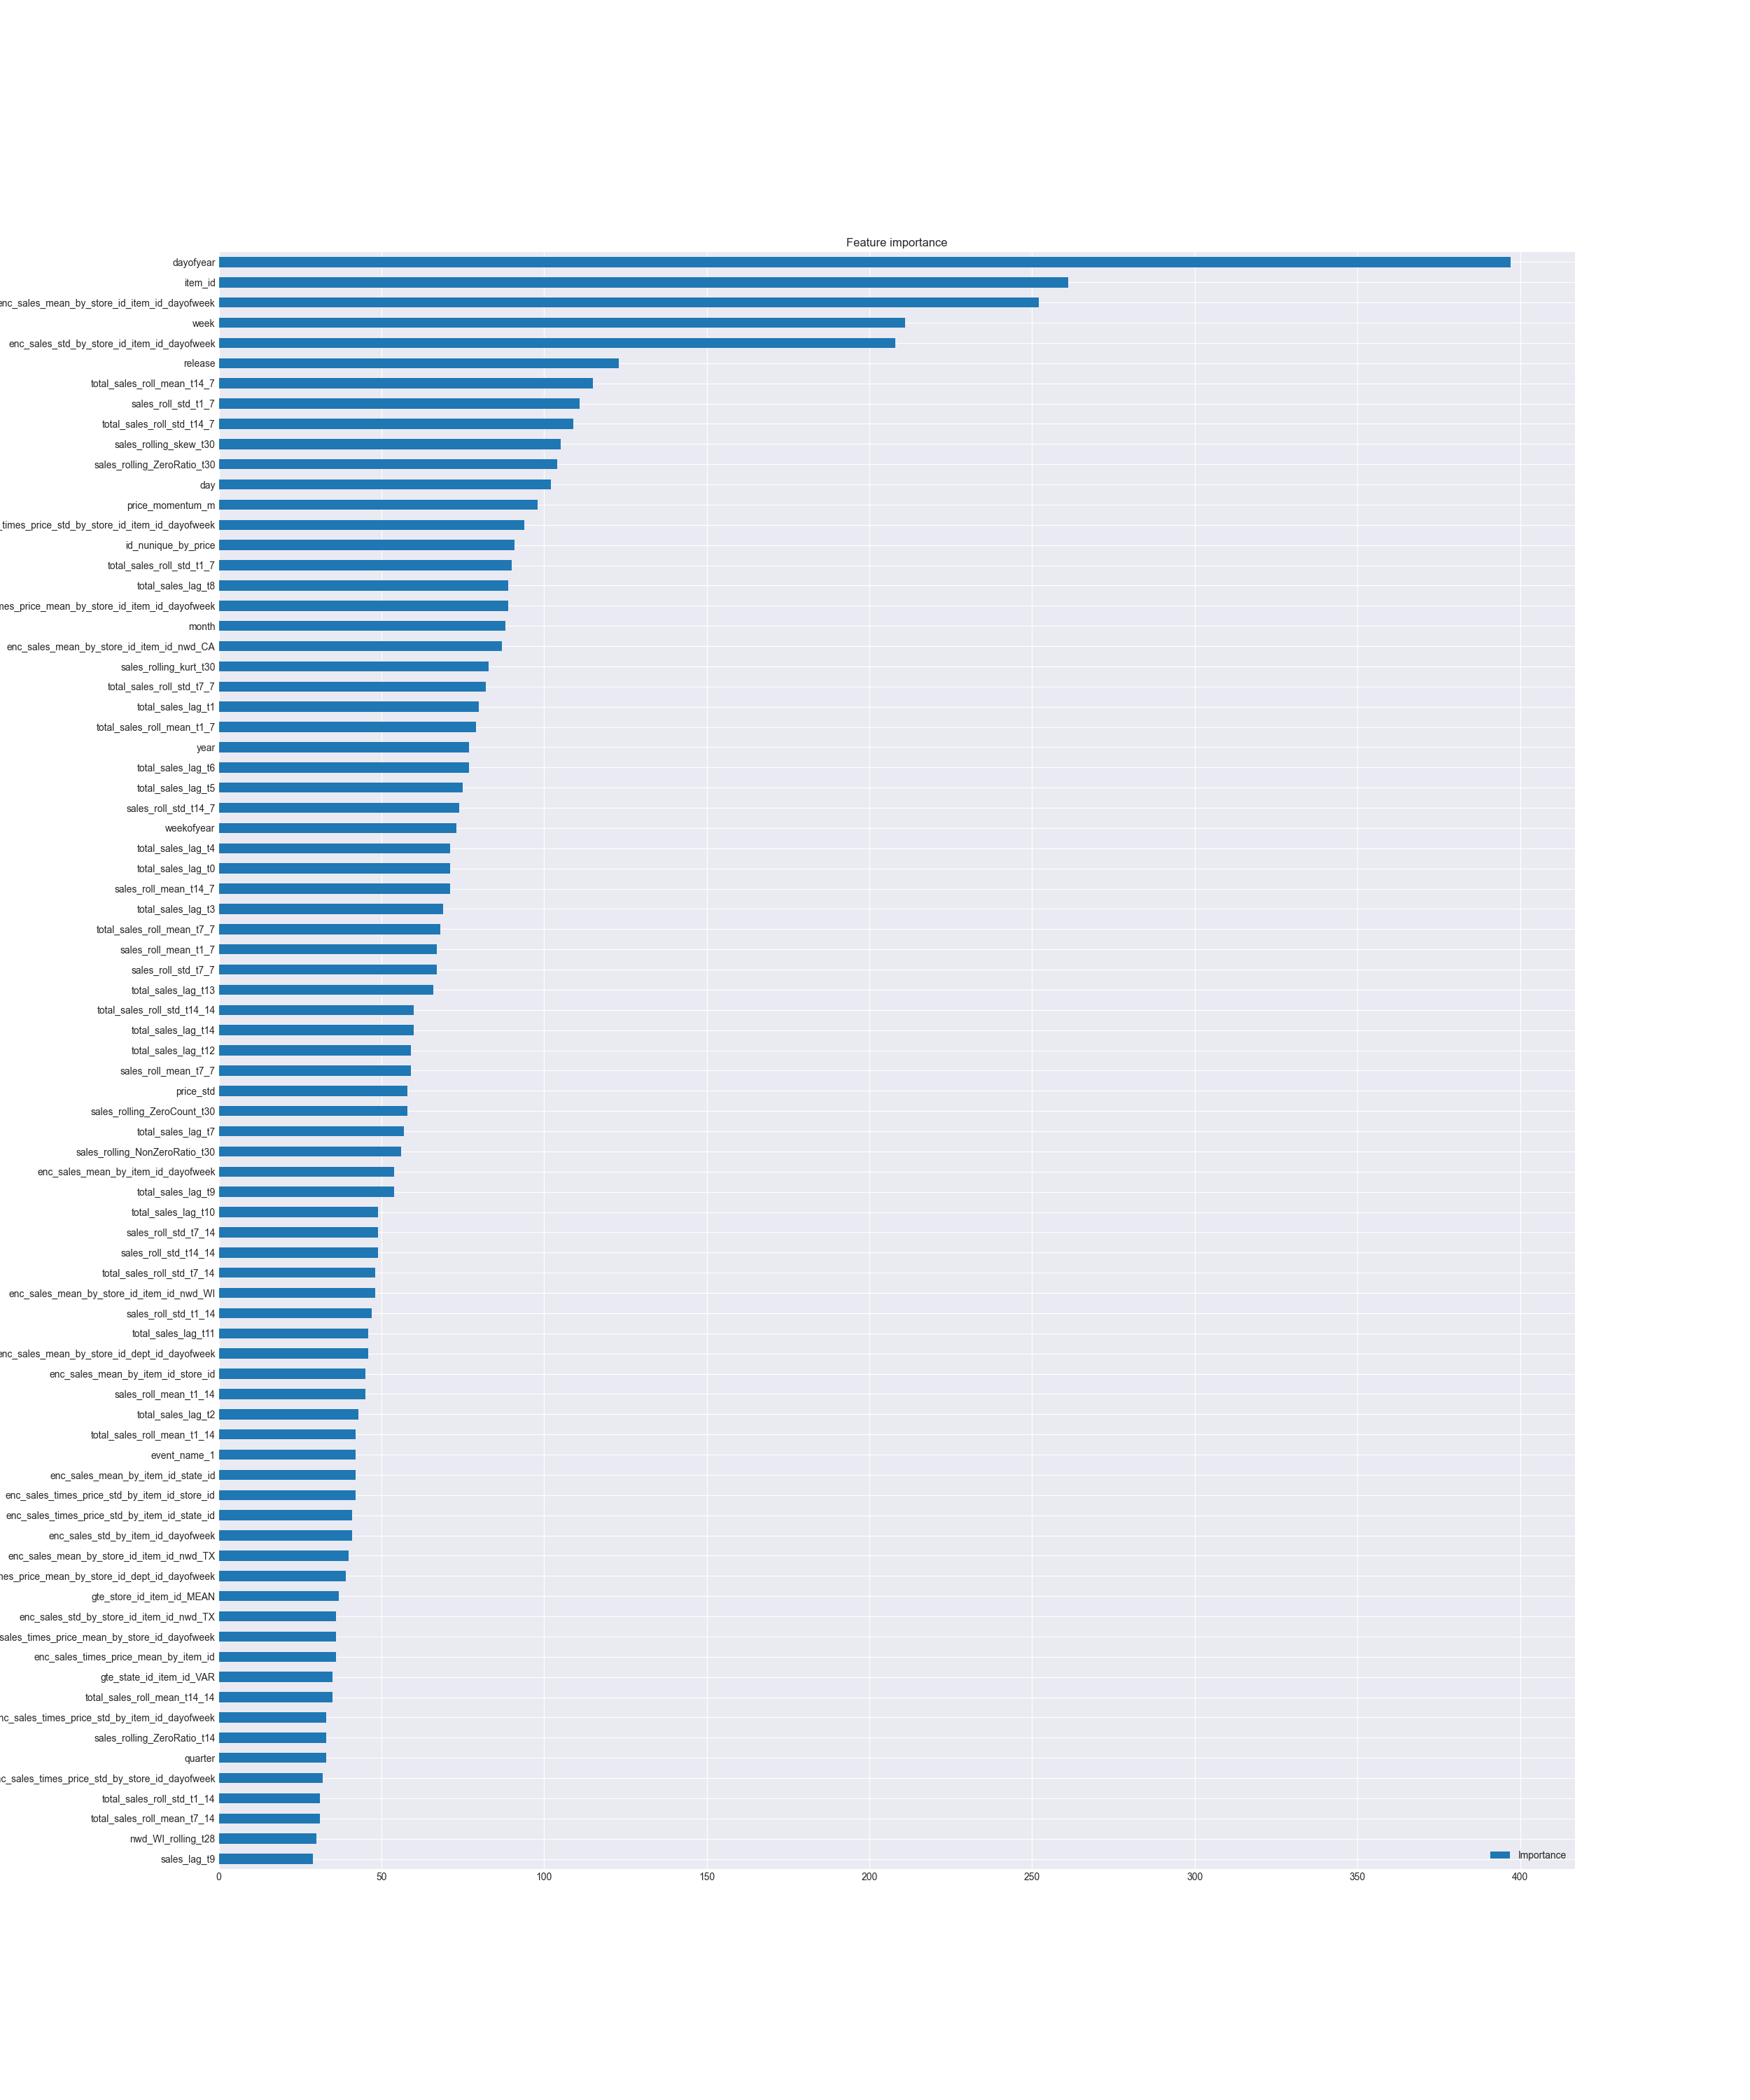 Feature importance
dayofyear
item_id
enc_sales_mean_by_store_id_item_id_dayofweek
week
enc_sales_std_by_store_id_item_id_dayofweek
release
total_sales_roll_mean_t14_7
sales_roll_std_t1_7
total_sales_roll_std_t14_7
sales_rolling_skew_t30
sales_rolling_ZeroRatio_t30
day
price_momentum_m
_times_price_std_by_store_id_item_id_dayofweek
id_nunique_by_price
total_sales_roll_std_t1_7
total_sales_lag_t8
mes_price_mean_by_store_id_item_id_dayofweek
month
enc_sales_mean_by_store_id_item_id_nwd_CA
sales_rolling_kurt_t30
total_sales_roll_std_t7_7
total_sales_lag_t1
total_sales_roll_mean_t1_7
year
total_sales_lag_t6
total_sales_lag_t5
sales_roll_std_t14_7
weekofyear
total_sales_lag_t4
total_sales_lag_t0
sales_roll_mean_t14_7
total_sales_lag_t3
total_sales_roll_mean_t7_7
sales_roll_mean_t1_7
sales_roll_std_t7_7
total_sales_lag_t13
total_sales_roll_std_t14_14
total_sales_lag_t14
total_sales_lag_t12
sales_roll_mean_t7_7
price_std
sales_rolling_ZeroCount_t30
total_sales_lag_t7
sales_rolling_NonZeroRatio_t30
enc_sales_mean_by_item_id_dayofweek
total_sales_lag_t9
total_sales_lag_t10
sales_roll_std_t7_14
sales_roll_std_t14_14
total_sales_roll_std_t7_14
enc_sales_mean_by_store_id_item_id_nwd_WI
sales_roll_std_t1_14
total_sales_lag_t11
enc_sales_mean_by_store_id_dept_id_dayofweek
enc_sales_mean_by_item_id_store_id
sales_roll_mean_t1_14
total_sales_lag_t2
total_sales_roll_mean_t1_14
event_name_1
enc_sales_mean_by_item_id_state_id
enc_sales_times_price_std_by_item_id_store_id
enc_sales_times_price_std_by_item_id_state_id
enc_sales_std_by_item_id_dayofweek
enc_sales_mean_by_store_id_item_id_nwd_TX
mes_price_mean_by_store_id_dept_id_dayofweek
gte_store_id_item_id_MEAN
enc_sales_std_by_store_id_item_id_nwd_TX
sales_times_price_mean_by_store_id_dayofweek
enc_sales_times_price_mean_by_item_id
gte_state_id_item_id_VAR
total_sales_roll_mean_t14_14
nc_sales_times_price_std_by_item_id_dayofweek
sales_rolling_ZeroRatio_t14
quarter
nc_sales_times_price_std_by_store_id_dayofweek
total_sales_roll_std_t1_14
total_sales_roll_mean_t7_14
nwd_WI_rolling_t28
sales_lag_t9
Importance
0 50 100 150 200 250 300 350 400